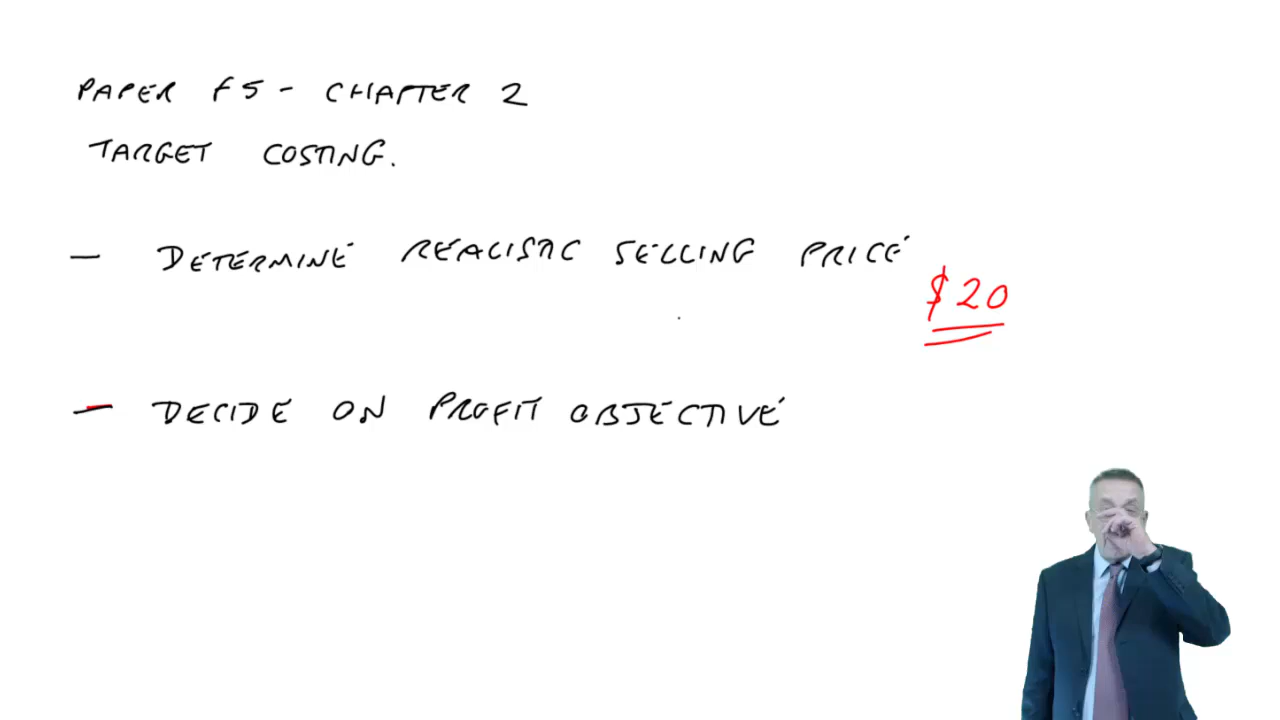 PAPER F5 - CHAPTER 2
TARGET COSTING.
- DETERMINE REALISTIC SELLING PRICE
$20
- DECIDE ON PROFIT OBJECTIVE